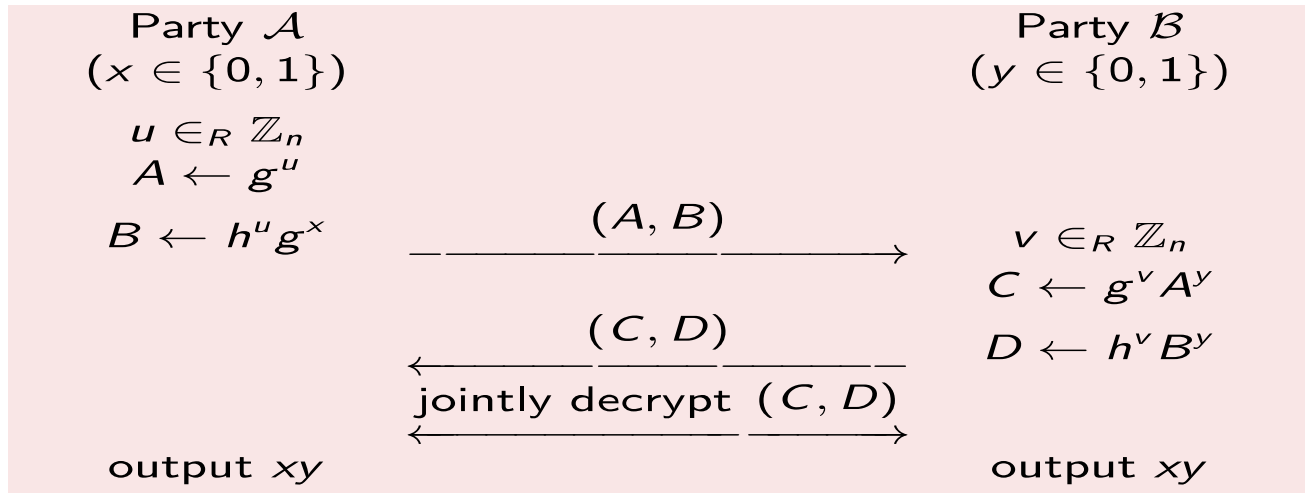 Party 𝒜 Party ℬ
(x ∈ {0, 1}) (y ∈ {0, 1})
u ∈_R ℤ_n
A ← g^u
B ← h^u g^x
(A, B)
v ∈_R ℤ_n
C ← g^v A^y
D ← h^v B^y
(C, D)
jointly decrypt (C, D)
output xy output xy